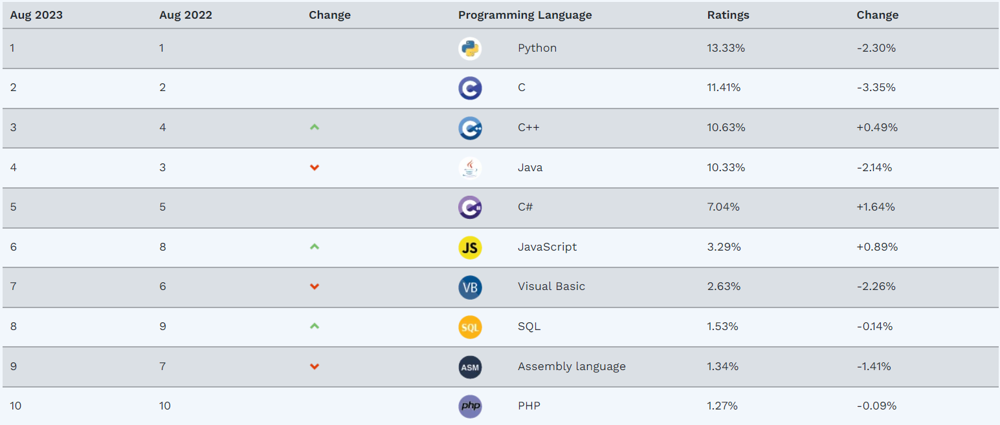 Aug 2023 Aug 2022 Change Programming Language Ratings Change
1 1 Python 13.33% -2.30%
2 2 C C 11.41% -3.35%
3 4 C++ C++ 10.63% +0.49%
4 3 Java 10.33% -2.14%
5 5 C# C# 7.04% +1.64%
6 8 JS JavaScript 3.29% +0.89%
7 6 VB Visual Basic 2.63% -2.26%
8 9 SQL SQL 1.53% -0.14%
9 7 ASM Assembly language 1.34% -1.41%
10 10 php PHP 1.27% -0.09%